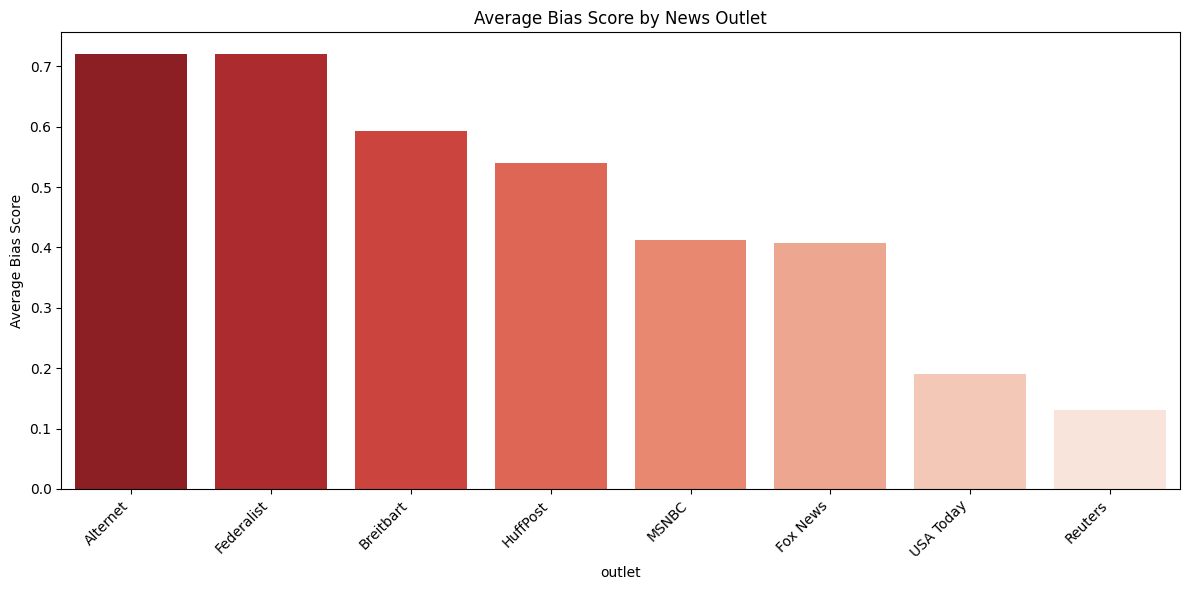 Average Bias Score by News Outlet
Average Bias Score
0.7
0.6
0.5
0.4
0.3
0.2
0.1
0.0
Alternet
Federalist
Breitbart
HuffPost
MSNBC
Fox News
USA Today
Reuters
outlet